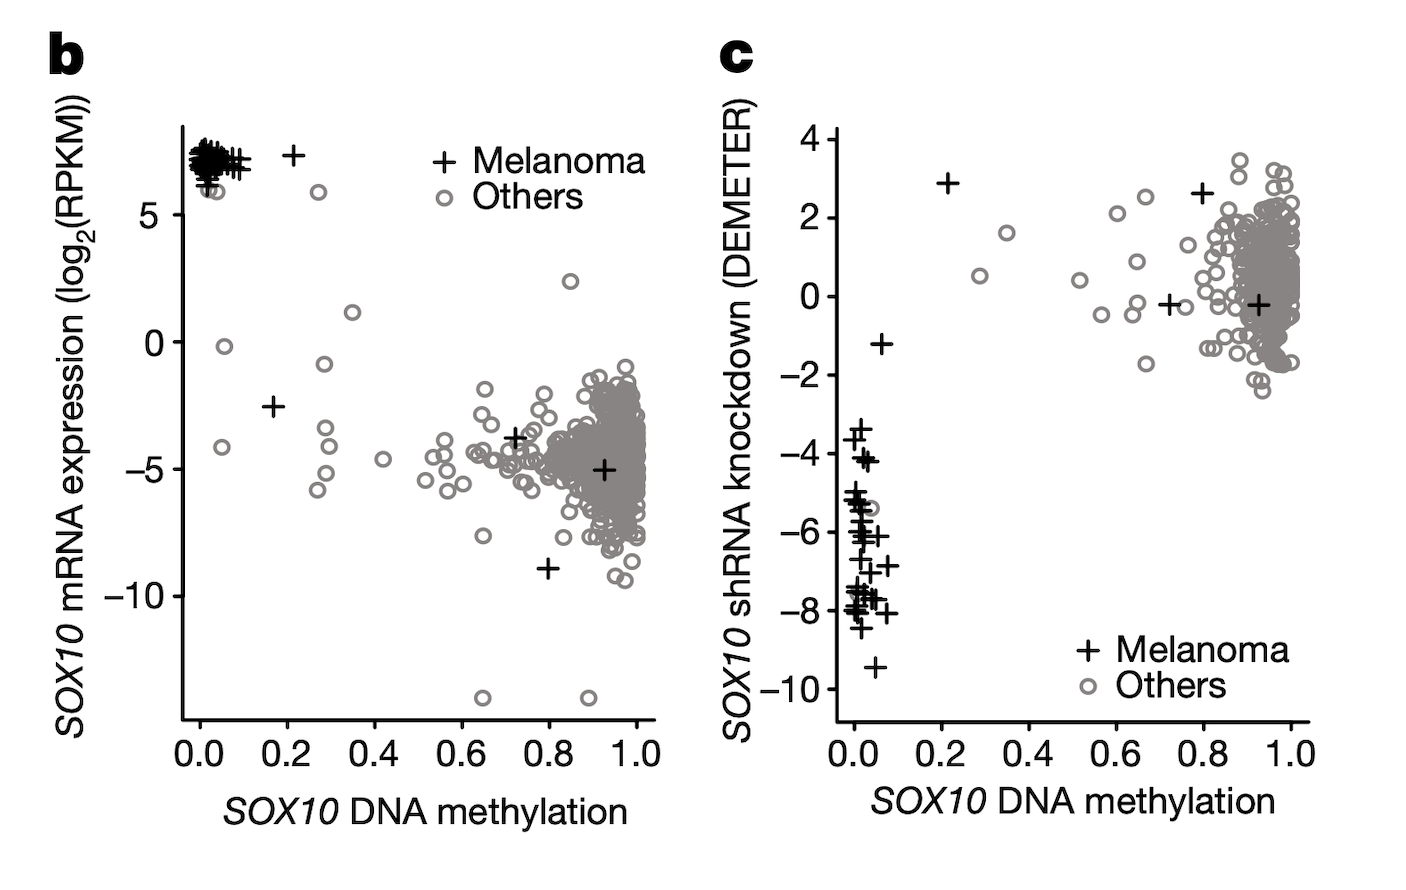 b
SOX10 mRNA expression (log2(RPKM))
5
0
−5
−10
Melanoma
Others
0.0 0.2 0.4 0.6 0.8 1.0
SOX10 DNA methylation
c
SOX10 shRNA knockdown (DEMETER)
4
2
0
−2
−4
−6
−8
−10
Melanoma
Others
0.0 0.2 0.4 0.6 0.8 1.0
SOX10 DNA methylation